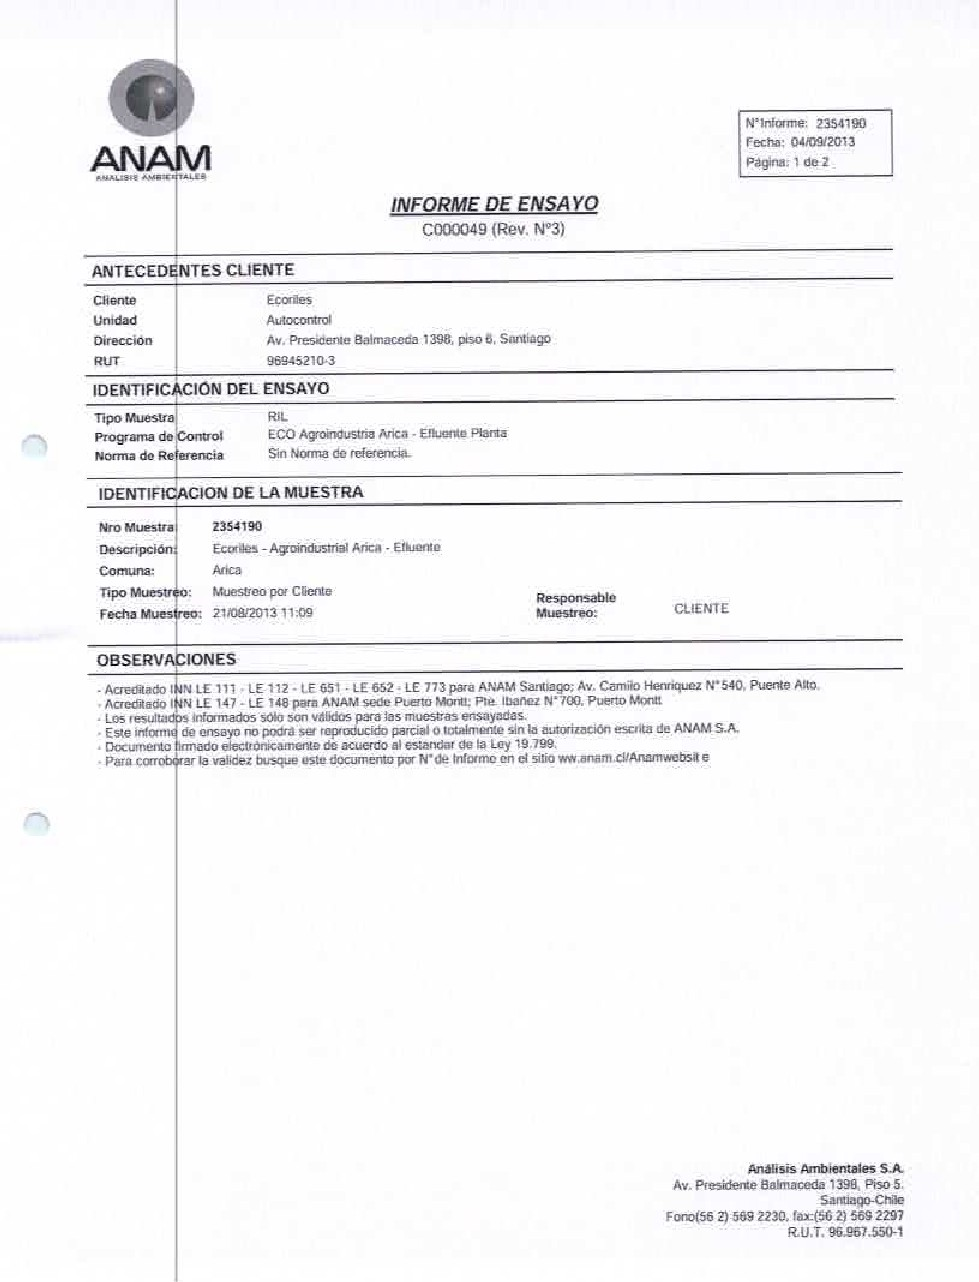 ANAM
ANALISIS AMBIENTALES
N°Informe: 2354190
Fecha: 04/09/2013
Página: 1 de 2
INFORME DE ENSAYO
C000049 (Rev. N°3)
ANTECEDENTES CLIENTE
Cliente Ecoriles
Unidad Autocontrol
Dirección Av. Presidente Balmaceda 1398, piso 6, Santiago
RUT 96945210-3
IDENTIFICACIÓN DEL ENSAYO
Tipo Muestra RIL
Programa de Control ECO Agroindustria Arica - Efluente Planta
Norma de Referencia Sin Norma de referencia.
IDENTIFICACION DE LA MUESTRA
Nro Muestra: 2354190
Descripción: Ecoriles - Agroindustrial Arica - Efluente
Comuna: Arica
Tipo Muestreo: Muestreo por Cliente
Fecha Muestreo: 21/08/2013 11:09
Responsable Muestreo: CLIENTE
OBSERVACIONES
- Acreditado INN LE 111 - LE 112 - LE 651 - LE 652 - LE 773 para ANAM Santiago; Av. Camilo Henriquez N°540, Puente Alto.
- Acreditado INN LE 147 - LE 148 para ANAM sede Puerto Montt; Pte. Ibañez N°700, Puerto Montt
- Los resultados informados sólo son válidos para las muestras ensayadas.
- Este informe de ensayo no podrá ser reproducido parcial o totalmente sin la autorización escrita de ANAM S.A.
- Documento firmado electrónicamente de acuerdo al estandar de la Ley 19.799.
- Para corroborar la validez busque este documento por N°de Informe en el sitio ww.anam.cl/Anamwebsit e
Análisis Ambientales S.A.
Av. Presidente Balmaceda 1398, Piso 5.
Santiago-Chile
Fono(56 2) 569 2230, fax:(56 2) 569 2297
R.U.T. 96.967.550-1